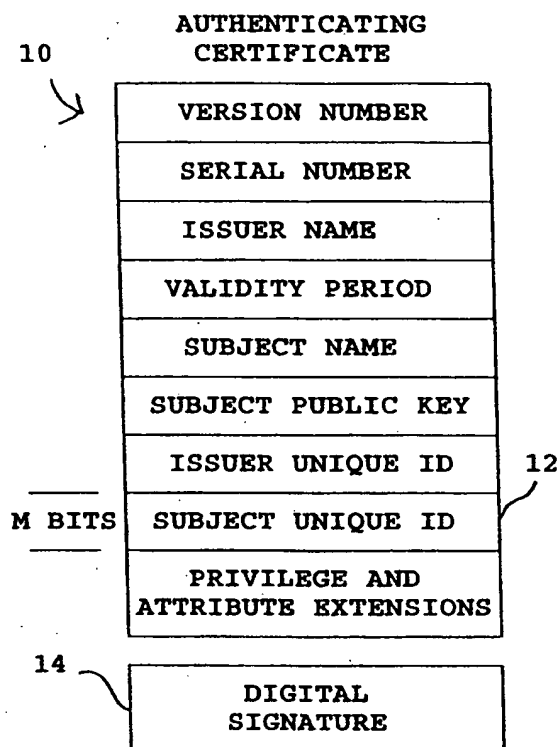 AUTHENTICATING
CERTIFICATE
10
VERSION NUMBER
SERIAL NUMBER
ISSUER NAME
VALIDITY PERIOD
SUBJECT NAME
SUBJECT PUBLIC KEY
ISSUER UNIQUE ID
12
M BITS
SUBJECT UNIQUE ID
PRIVILEGE AND
ATTRIBUTE EXTENSIONS
14
DIGITAL
SIGNATURE